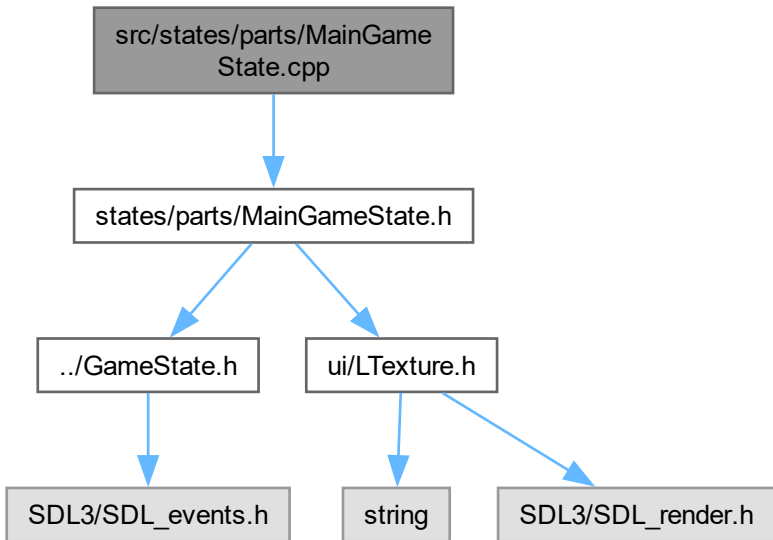 src/states/parts/MainGame
State.cpp
states/parts/MainGameState.h
../GameState.h
ui/LTexture.h
SDL3/SDL_events.h
string
SDL3/SDL_render.h